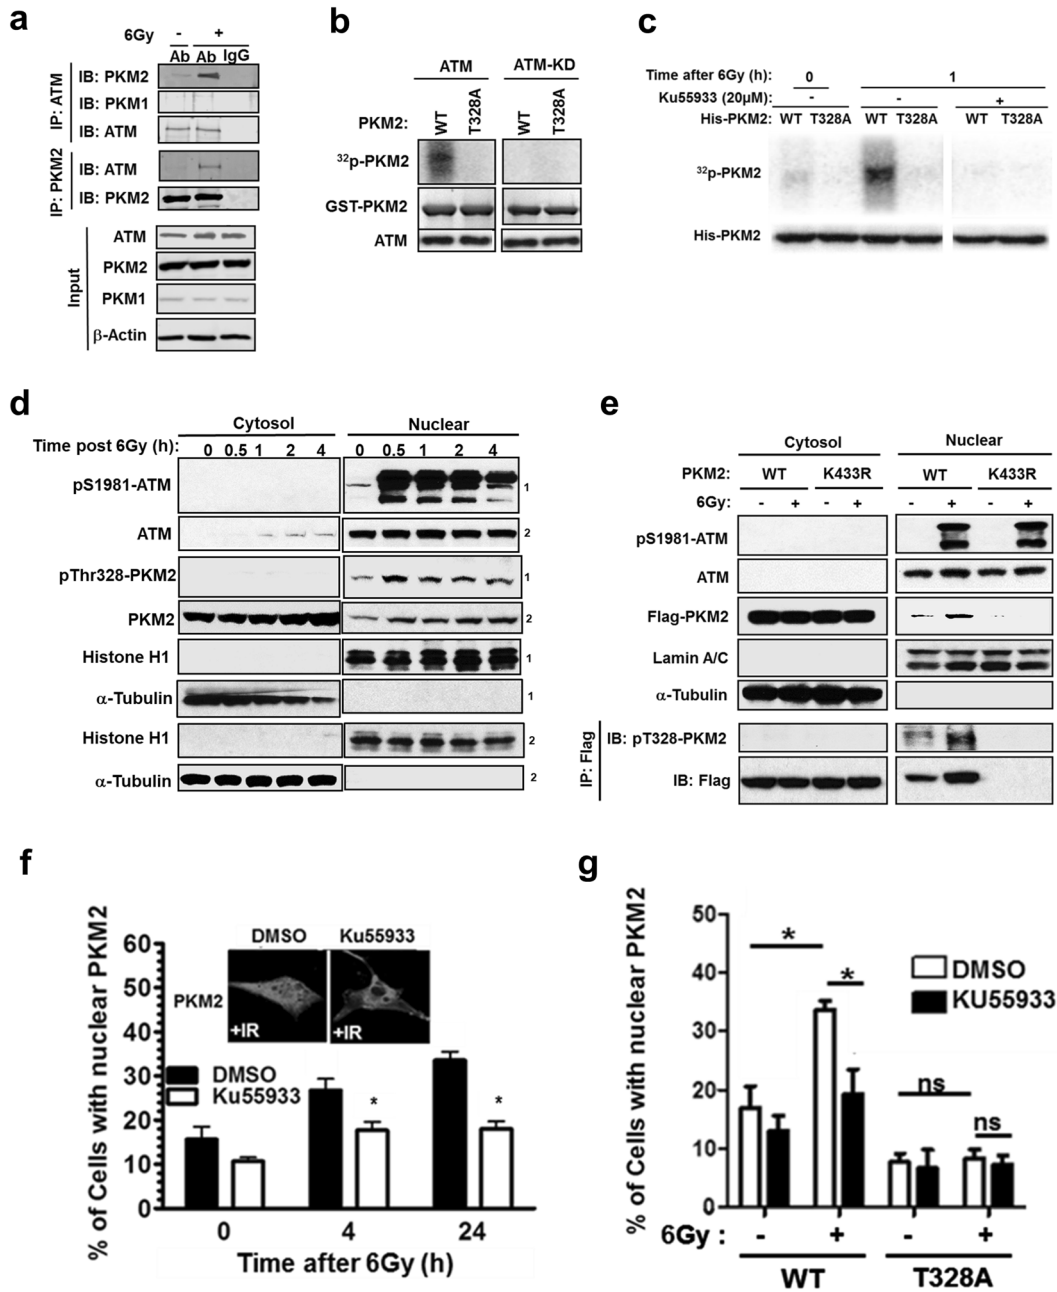 a
6Gy - +
Ab Ab IgG
IP: ATM
IB: PKM2
IB: PKM1
IB: ATM
IP: PKM2
IB: ATM
IB: PKM2
Input
ATM
PKM2
PKM1
β-Actin
b
ATM ATM-KD
PKM2: WT T328A WT T328A
32p-PKM2
GST-PKM2
ATM
c
Time after 6Gy (h): 0 1
Ku55933 (20μM): - - +
His-PKM2: WT T328A WT T328A WT T328A
32p-PKM2
His-PKM2
d
Cytosol Nuclear
Time post 6Gy (h): 0 0.5 1 2 4 0 0.5 1 2 4
pS1981-ATM 1
ATM 2
pThr328-PKM2 1
PKM2 2
Histone H1 1
α-Tubulin 1
Histone H1 2
α-Tubulin 2
e
Cytosol Nuclear
PKM2: WT K433R WT K433R
6Gy: - + - + - + - +
pS1981-ATM
ATM
Flag-PKM2
Lamin A/C
α-Tubulin
IP: Flag
IB: pT328-PKM2
IB: Flag
f
% of Cells with nuclear PKM2
60
50
40
30
20
10
0
DMSO Ku55933
PKM2
+IR +IR
DMSO
Ku55933
* *
0 4 24
Time after 6Gy (h)
g
% of Cells with nuclear PKM2
50
40
30
20
10
0
* *
DMSO
KU55933
ns
ns
6Gy : - + - +
WT T328A